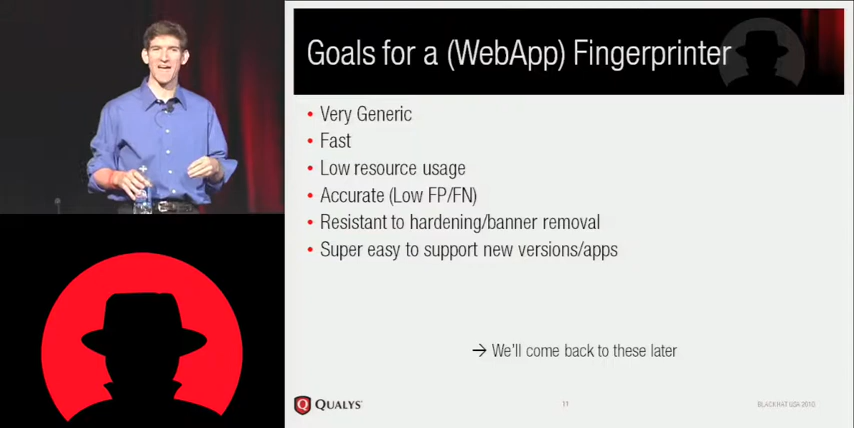 Goals for a (WebApp) Fingerprinter
• Very Generic
• Fast
• Low resource usage
• Accurate (Low FP/FN)
• Resistant to hardening/banner removal
• Super easy to support new versions/apps
→ We'll come back to these later
QUALYS
11
BLACKHAT USA 2010